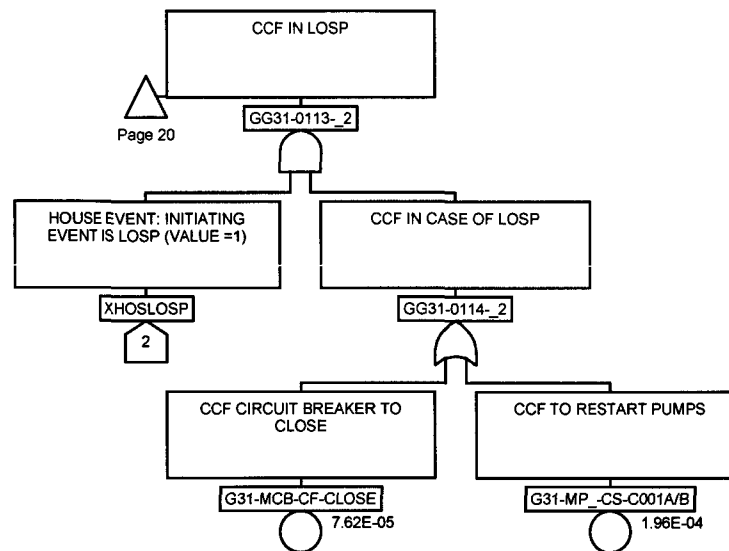 CCF IN LOSP
Page 20
GG31-0113-_2
HOUSE EVENT: INITIATING
EVENT IS LOSP (VALUE =1)
CCF IN CASE OF LOSP
XHOSLOSP
GG31-0114-_2
2
CCF CIRCUIT BREAKER TO
CLOSE
CCF TO RESTART PUMPS
G31-MCB-CF-CLOSE
G31-MP_-CS-C001A/B
7.62E-05
1.96E-04